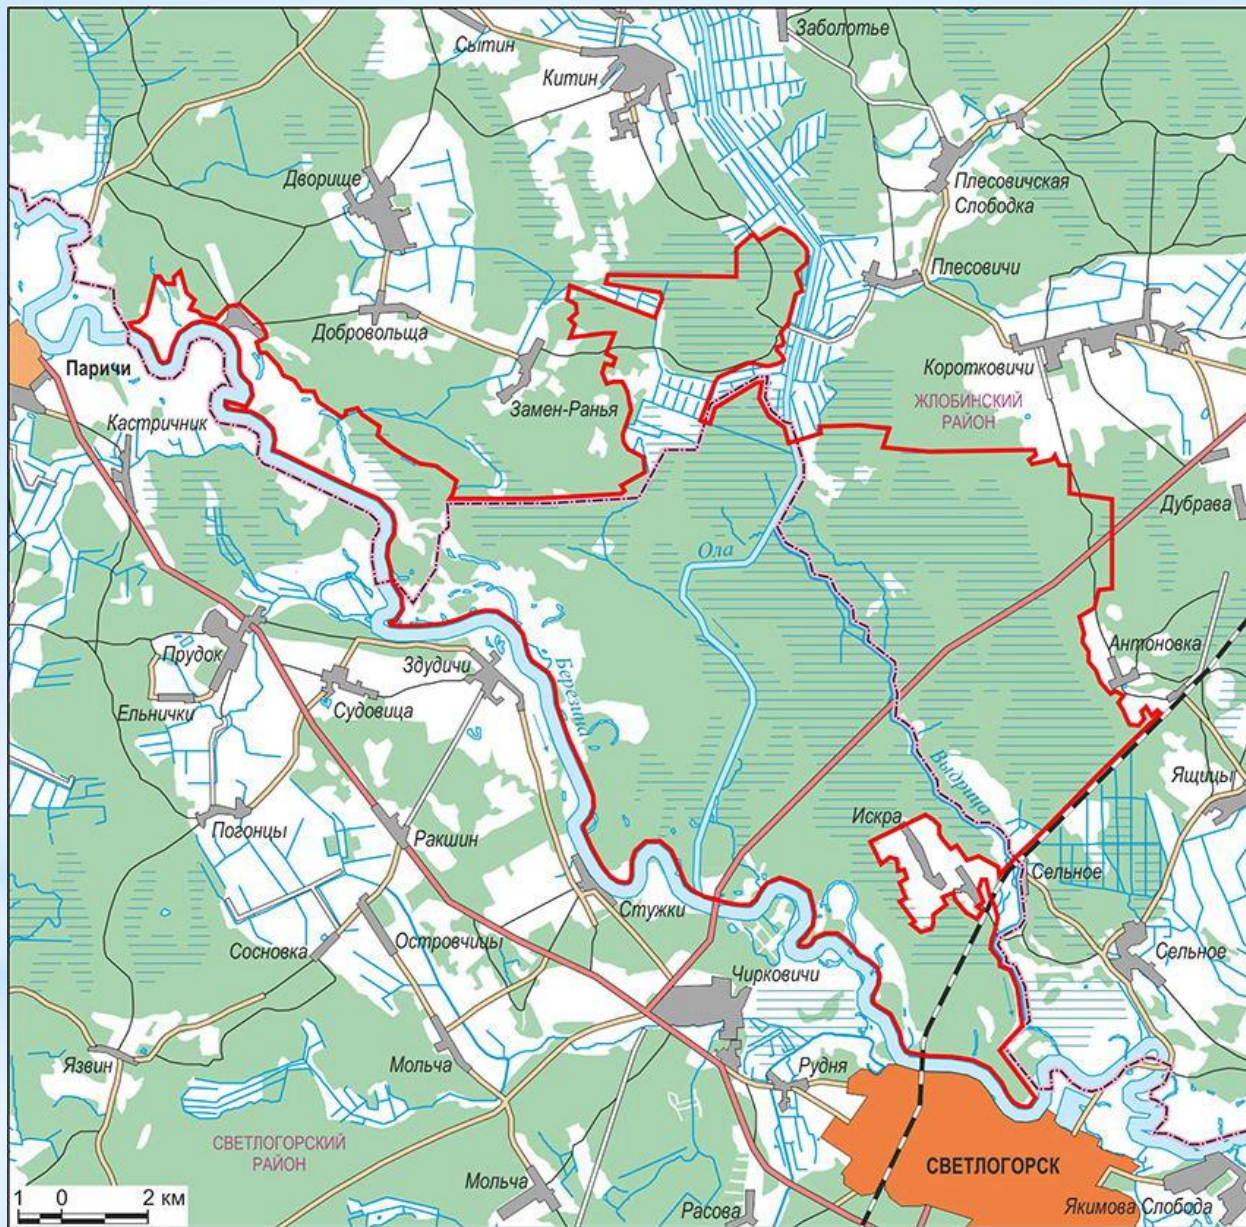 Заболотье
Сытин
Китин
Дворище
Плесовичская
Слободка
Плесовичи
Добровольща
Паричи
Коротковичи
Замен-Ранья
ЖЛОБИНСКИЙ
РАЙОН
Кастричник
Дубрава
Ола
Антоновка
Прудок
Здудичи
Березина
Ельнички
Судовица
Выдрица
Ящицы
Искра
Погонцы
Ракшин
Сельное
Стужки
Островчицы
Сосновка
Сельное
Чирковичи
Язвин
Мольча
Рудня
СВЕТЛОГОРСКИЙ
РАЙОН
СВЕТЛОГОРСК
Мольча
1 0 2 км
Расова
Якимова Слобода